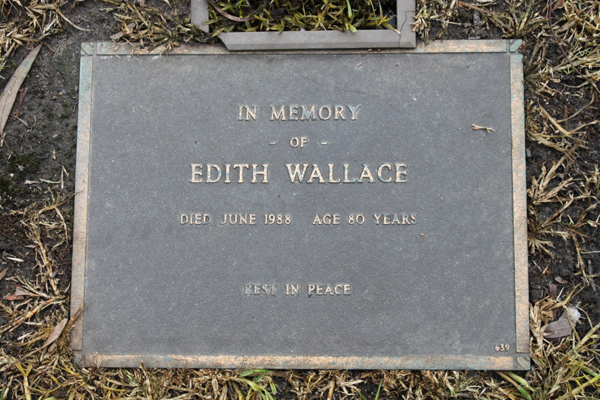 IN MEMORY
- OF -
EDITH WALLACE
DIED JUNE 1988 AGE 80 YEARS
REST IN PEACE
639